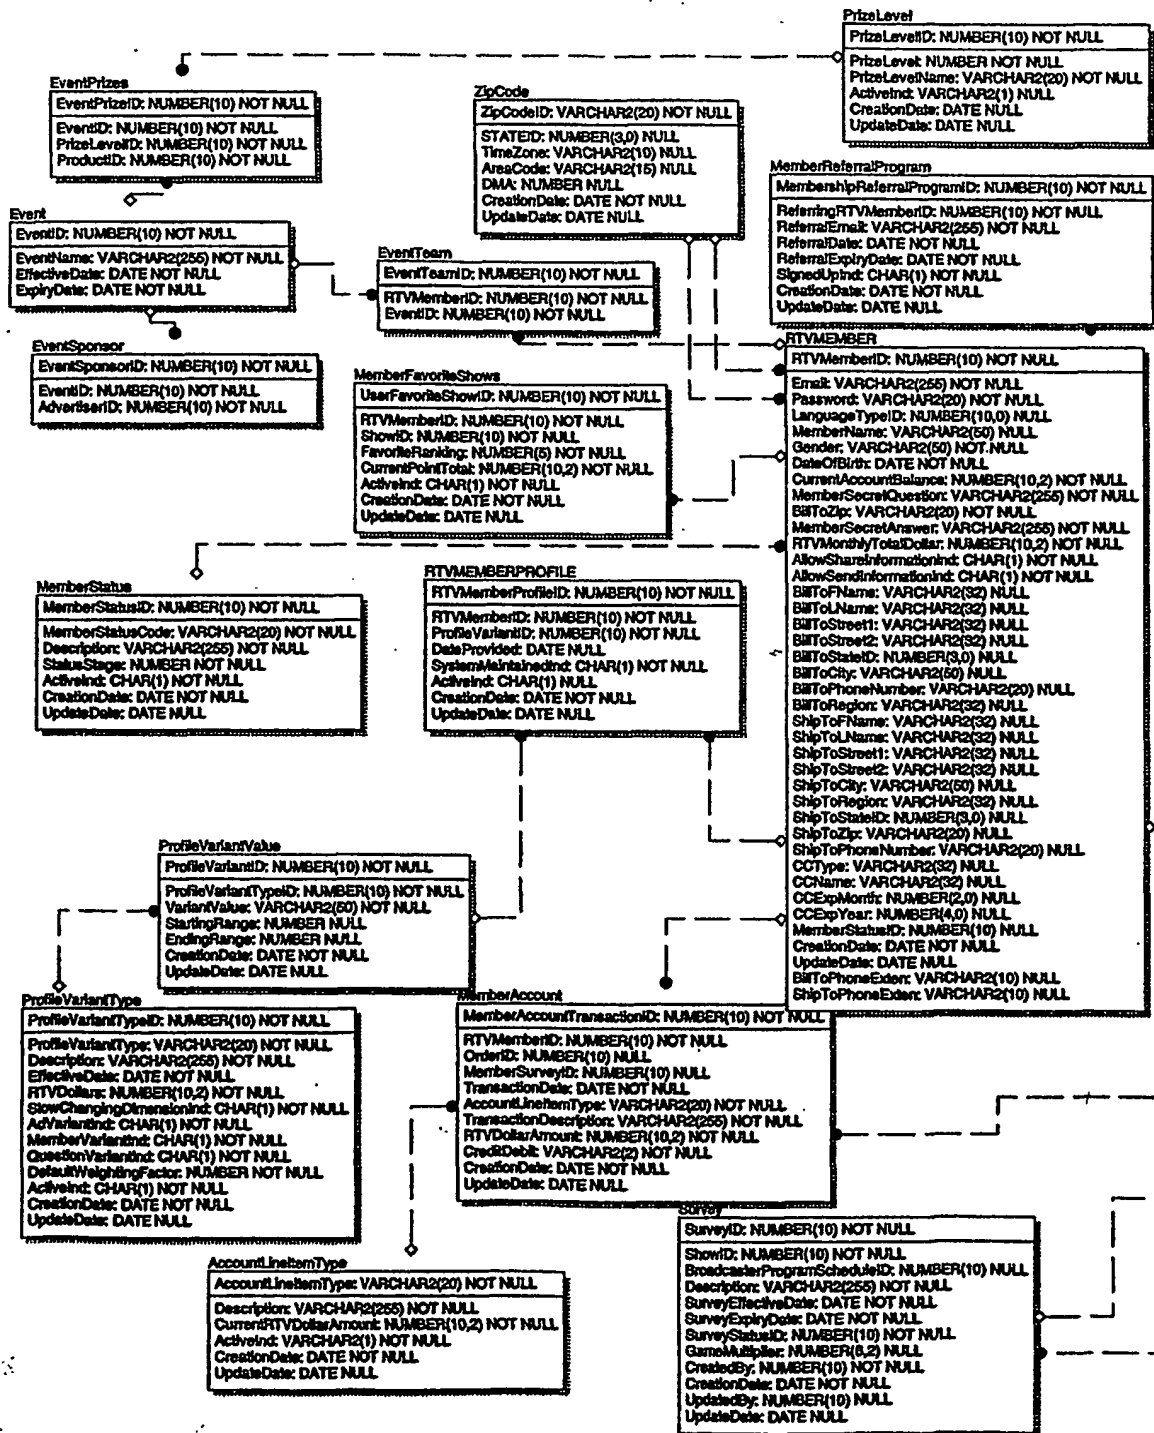 PrizeLevel
PrizeLevelID: NUMBER(10) NOT NULL
PrizeLevel: NUMBER NOT NULL
PrizeLevelName: VARCHAR2(20) NOT NULL
ActiveInd: VARCHAR2(1) NULL
CreationDate: DATE NULL
UpdateDate: DATE NULL
EventPrizes
EventPrizeID: NUMBER(10) NOT NULL
EventID: NUMBER(10) NOT NULL
PrizeLevelID: NUMBER(10) NOT NULL
ProductID: NUMBER(10) NOT NULL
ZipCode
ZipCodeID: VARCHAR2(20) NOT NULL
STATEID: NUMBER(3,0) NULL
TimeZone: VARCHAR2(10) NULL
AreaCode: VARCHAR2(15) NULL
DMA: NUMBER NULL
CreationDate: DATE NOT NULL
UpdateDate: DATE NULL
MemberReferralProgram
MembershipReferralProgramID: NUMBER(10) NOT NULL
ReferringRTVMemberID: NUMBER(10) NOT NULL
ReferralEmail: VARCHAR2(255) NOT NULL
ReferralDate: DATE NOT NULL
ReferralExpiryDate: DATE NOT NULL
SignedUpInd: CHAR(1) NOT NULL
CreationDate: DATE NOT NULL
UpdateDate: DATE NULL
Event
EventID: NUMBER(10) NOT NULL
EventName: VARCHAR2(255) NOT NULL
EffectiveDate: DATE NOT NULL
ExpiryDate: DATE NOT NULL
EventTeam
EventTeamID: NUMBER(10) NOT NULL
RTVMemberID: NUMBER(10) NOT NULL
EventID: NUMBER(10) NOT NULL
EventSponsor
EventSponsorID: NUMBER(10) NOT NULL
EventID: NUMBER(10) NOT NULL
AdvertiserID: NUMBER(10) NOT NULL
MemberFavoriteShows
UserFavoriteShowID: NUMBER(10) NOT NULL
RTVMemberID: NUMBER(10) NOT NULL
ShowID: NUMBER(10) NOT NULL
FavoriteRanking: NUMBER(5) NOT NULL
CurrentPointTotal: NUMBER(10,2) NOT NULL
ActiveInd: CHAR(1) NOT NULL
CreationDate: DATE NOT NULL
UpdateDate: DATE NULL
RTVMEMBER
RTVMemberID: NUMBER(10) NOT NULL
Email: VARCHAR2(255) NOT NULL
Password: VARCHAR2(20) NOT NULL
LanguageTypeID: NUMBER(10,0) NULL
MemberName: VARCHAR2(50) NULL
Gender: VARCHAR2(50) NOT NULL
DateOfBirth: DATE NOT NULL
CurrentAccountBalance: NUMBER(10,2) NOT NULL
MemberSecretQuestion: VARCHAR2(255) NOT NULL
BillToZip: VARCHAR2(20) NOT NULL
MemberSecretAnswer: VARCHAR2(255) NOT NULL
RTVMonthlyTotalDollar: NUMBER(10,2) NOT NULL
AllowShareInformationInd: CHAR(1) NOT NULL
AllowSendInformationInd: CHAR(1) NOT NULL
BillToFName: VARCHAR2(32) NULL
BillToLName: VARCHAR2(32) NULL
BillToStreet1: VARCHAR2(32) NULL
BillToStreet2: VARCHAR2(32) NULL
BillToStateID: NUMBER(3,0) NULL
BillToCity: VARCHAR2(50) NULL
BillToPhoneNumber: VARCHAR2(20) NULL
BillToRegion: VARCHAR2(32) NULL
ShipToFName: VARCHAR2(32) NULL
ShipToLName: VARCHAR2(32) NULL
ShipToStreet1: VARCHAR2(32) NULL
ShipToStreet2: VARCHAR2(32) NULL
ShipToCity: VARCHAR2(50) NULL
ShipToRegion: VARCHAR2(32) NULL
ShipToStateID: NUMBER(3,0) NULL
ShipToZip: VARCHAR2(20) NULL
ShipToPhoneNumber: VARCHAR2(20) NULL
CCType: VARCHAR2(32) NULL
CCName: VARCHAR2(32) NULL
CCExpMonth: NUMBER(2,0) NULL
CCExpYear: NUMBER(4,0) NULL
MemberStatusID: NUMBER(10) NULL
CreationDate: DATE NOT NULL
UpdateDate: DATE NULL
BillToPhoneExten: VARCHAR2(10) NULL
ShipToPhoneExten: VARCHAR2(10) NULL
MemberStatus
MemberStatusID: NUMBER(10) NOT NULL
MemberStatusCode: VARCHAR2(20) NOT NULL
Description: VARCHAR2(255) NOT NULL
StatusStage: NUMBER NOT NULL
ActiveInd: CHAR(1) NOT NULL
CreationDate: DATE NOT NULL
UpdateDate: DATE NULL
RTVMEMBERPROFILE
RTVMemberProfileID: NUMBER(10) NOT NULL
RTVMemberID: NUMBER(10) NOT NULL
ProfileVariantID: NUMBER(10) NOT NULL
DateProvided: DATE NULL
SystemMaintainedInd: CHAR(1) NOT NULL
ActiveInd: CHAR(1) NULL
CreationDate: DATE NOT NULL
UpdateDate: DATE NULL
ProfileVariantValue
ProfileVariantID: NUMBER(10) NOT NULL
ProfileVariantTypeID: NUMBER(10) NOT NULL
VariantValue: VARCHAR2(50) NOT NULL
StartingRange: NUMBER NULL
EndingRange: NUMBER NULL
CreationDate: DATE NOT NULL
UpdateDate: DATE NULL
ProfileVariantType
ProfileVariantTypeID: NUMBER(10) NOT NULL
ProfileVariantType: VARCHAR2(20) NOT NULL
Description: VARCHAR2(255) NOT NULL
EffectiveDate: DATE NOT NULL
RTVDollars: NUMBER(10,2) NOT NULL
SlowChangingDimensionInd: CHAR(1) NOT NULL
AdVariantInd: CHAR(1) NOT NULL
MemberVariantInd: CHAR(1) NOT NULL
QuestionVariantInd: CHAR(1) NOT NULL
DefaultWeightingFactor: NUMBER NOT NULL
ActiveInd: CHAR(1) NOT NULL
CreationDate: DATE NOT NULL
UpdateDate: DATE NULL
MemberAccount
MemberAccountTransactionID: NUMBER(10) NOT NULL
RTVMemberID: NUMBER(10) NOT NULL
OrderID: NUMBER(10) NULL
MemberSurveyID: NUMBER(10) NULL
TransactionDate: DATE NOT NULL
AccountLineItemType: VARCHAR2(20) NOT NULL
TransactionDescription: VARCHAR2(255) NOT NULL
RTVDollarAmount: NUMBER(10,2) NOT NULL
CreditDebit: VARCHAR2(2) NOT NULL
CreationDate: DATE NOT NULL
UpdateDate: DATE NULL
AccountLineItemType
AccountLineItemType: VARCHAR2(20) NOT NULL
Description: VARCHAR2(255) NOT NULL
CurrentRTVDollarAmount: NUMBER(10,2) NOT NULL
ActiveInd: VARCHAR2(1) NOT NULL
CreationDate: DATE NOT NULL
UpdateDate: DATE NULL
Survey
SurveyID: NUMBER(10) NOT NULL
ShowID: NUMBER(10) NOT NULL
BroadcasterProgramScheduleID: NUMBER(10) NULL
Description: VARCHAR2(255) NOT NULL
SurveyEffectiveDate: DATE NOT NULL
SurveyExpiryDate: DATE NOT NULL
SurveyStatusID: NUMBER(10) NOT NULL
GameMultiplier: NUMBER(6,2) NULL
CreatedBy: NUMBER(10) NOT NULL
CreationDate: DATE NOT NULL
UpdatedBy: NUMBER(10) NULL
UpdateDate: DATE NULL